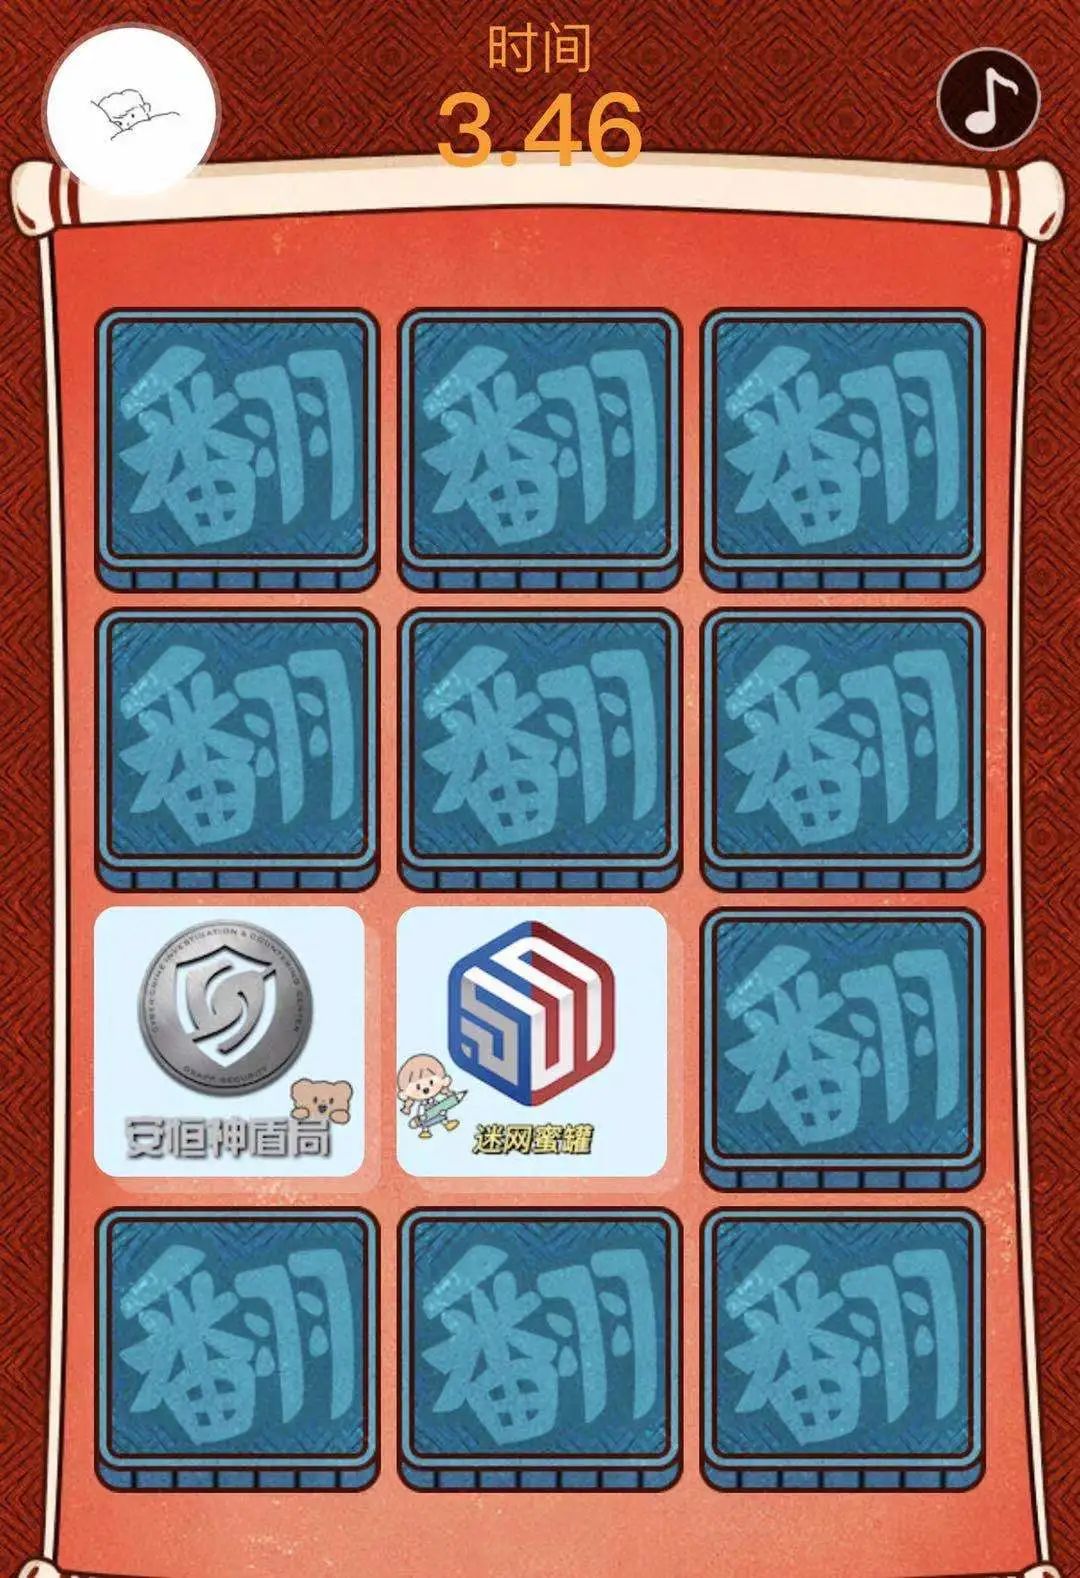 时间
3.46
翻 翻 翻
翻 翻 翻
CYBER CRIME INVESTIGATION & COUNTERING CENTER
DBAPP SECURITY
安恒神盾局
迷网蜜罐
翻
翻 翻 翻